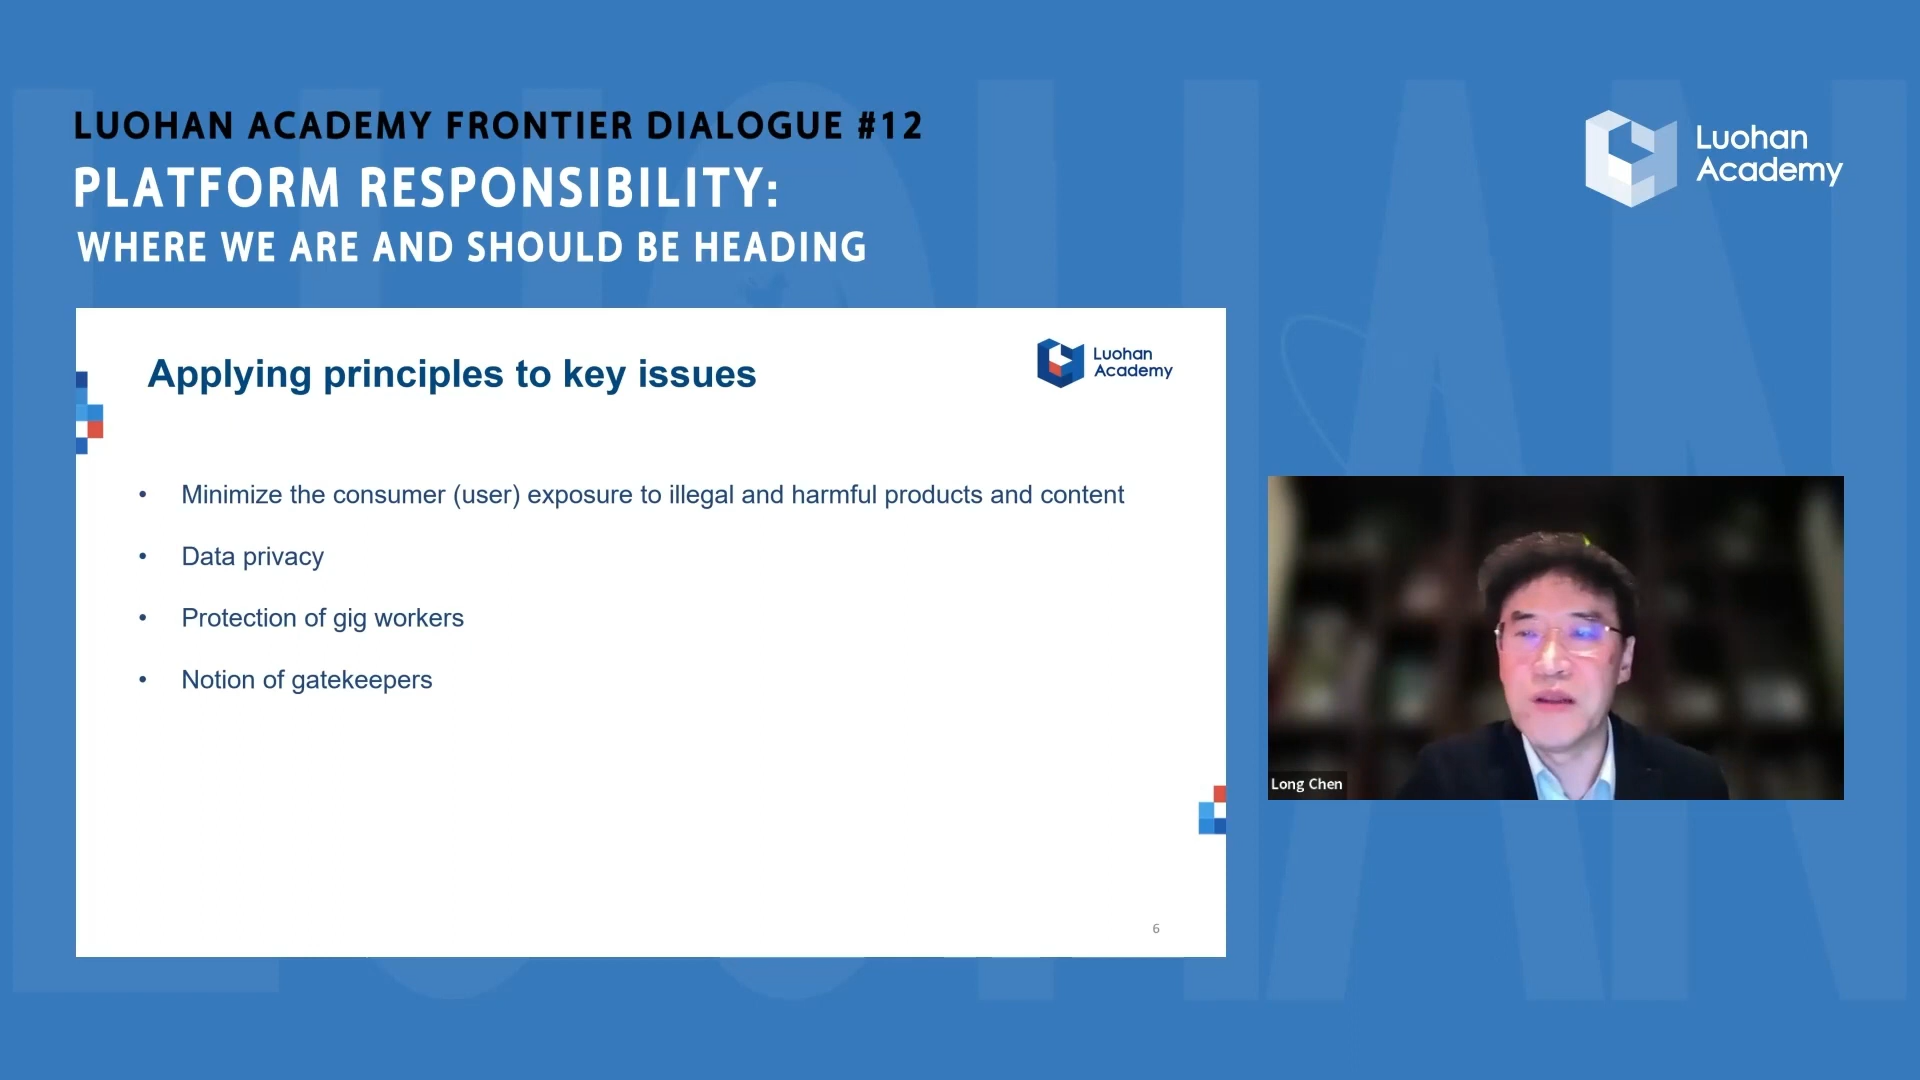 LUOHAN ACADEMY FRONTIER DIALOGUE #12
PLATFORM RESPONSIBILITY:
WHERE WE ARE AND SHOULD BE HEADING
Luohan
Academy
Applying principles to key issues
Luohan
Academy
• Minimize the consumer (user) exposure to illegal and harmful products and content
• Data privacy
• Protection of gig workers
• Notion of gatekeepers
6
Long Chen